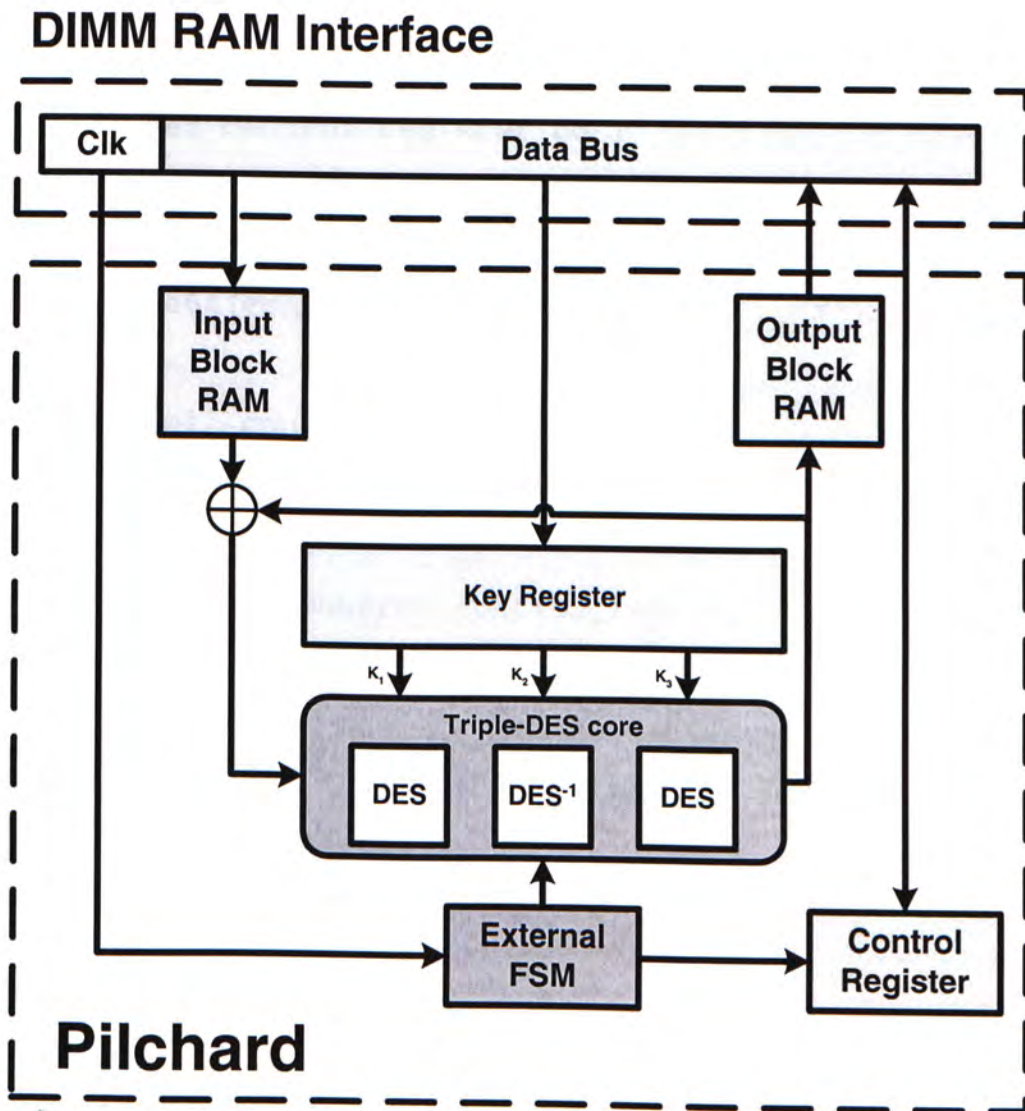 DIMM RAM Interface
Clk
Data Bus
Input
Block
RAM
Output
Block
RAM
Key Register
K₁
K₂
K₃
Triple-DES core
DES
DES⁻¹
DES
External
FSM
Control
Register
Pilchard